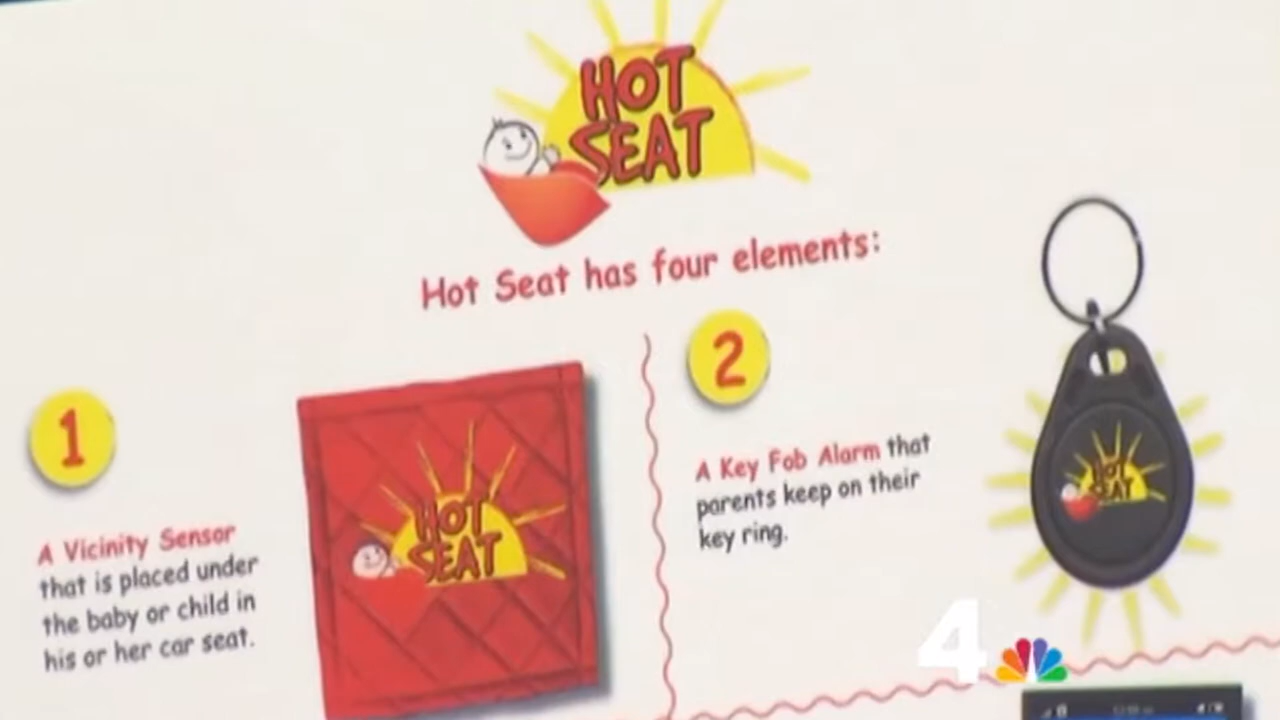 HOT
SEAT
Hot Seat has four elements:
1
A Vicinity Sensor
that is placed under
the baby or child in
his or her car seat.
HOT
SEAT
2
A Key Fob Alarm that
parents keep on their
key ring.
HOT
SEAT
4